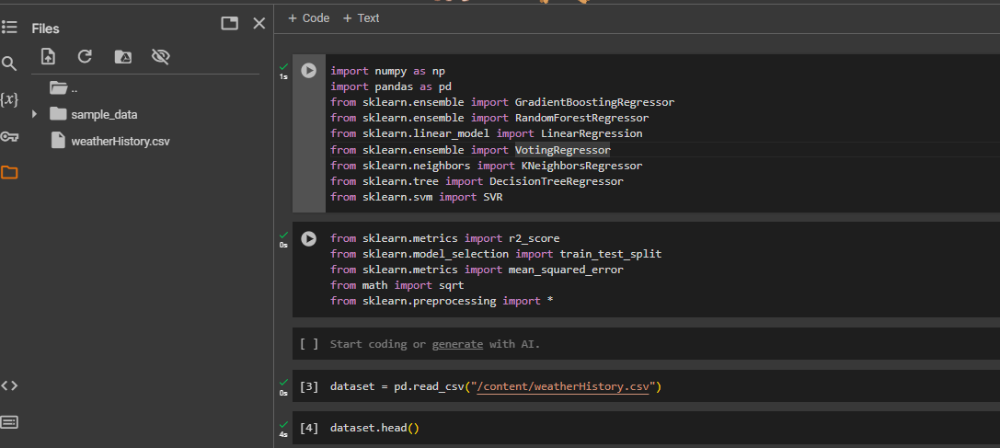 Files
..
sample_data
weatherHistory.csv
{x}
+ Code + Text
1s
import numpy as np
import pandas as pd
from sklearn.ensemble import GradientBoostingRegressor
from sklearn.ensemble import RandomForestRegressor
from sklearn.linear_model import LinearRegression
from sklearn.ensemble import VotingRegressor
from sklearn.neighbors import KNeighborsRegressor
from sklearn.tree import DecisionTreeRegressor
from sklearn.svm import SVR
0s
from sklearn.metrics import r2_score
from sklearn.model_selection import train_test_split
from sklearn.metrics import mean_squared_error
from math import sqrt
from sklearn.preprocessing import *
[ ] Start coding or generate with AI.
0s
[3] dataset = pd.read_csv("/content/weatherHistory.csv")
4s
[4] dataset.head()